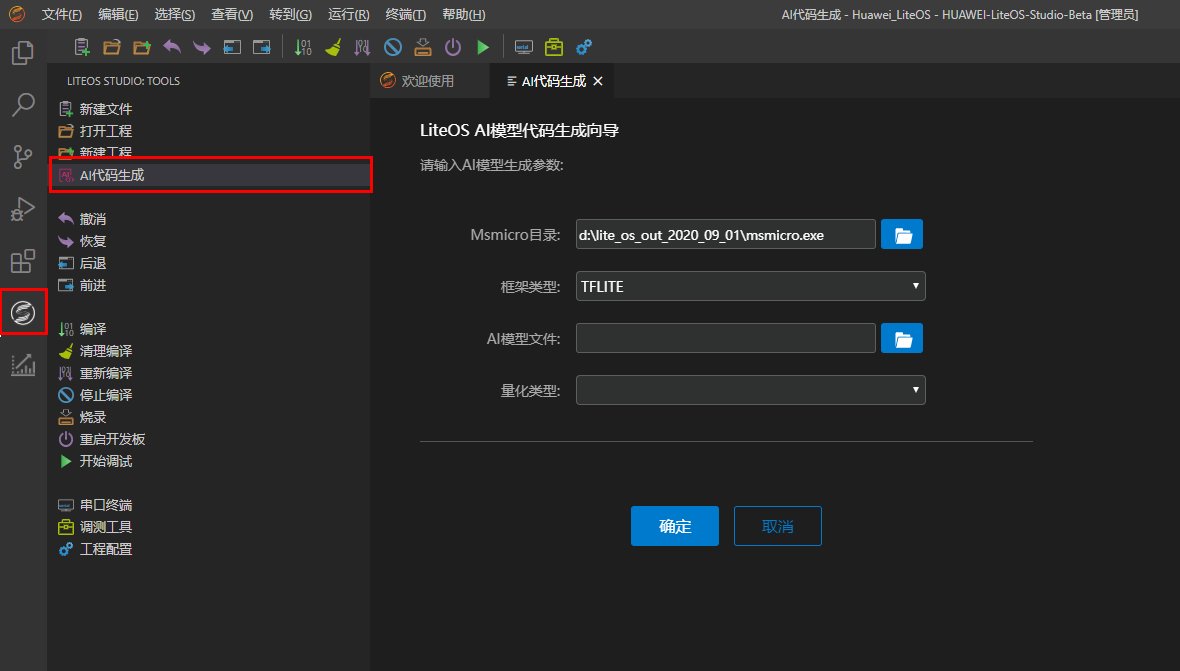 文件(F) 编辑(E) 选择(S) 查看(V) 转到(G) 运行(R) 终端(T) 帮助(H) AI代码生成 - Huawei_LiteOS - HUAWEI-LiteOS-Studio-Beta [管理员]
LITEOS STUDIO: TOOLS
新建文件
打开工程
新建工程
AI代码生成
撤消
恢复
后退
前进
编译
清理编译
重新编译
停止编译
烧录
重启开发板
开始调试
串口终端
调测工具
工程配置
欢迎使用 AI代码生成
LiteOS AI模型代码生成向导
请输入AI模型生成参数:
Msmicro目录: d:\lite_os_out_2020_09_01\msmicro.exe
框架类型: TFLITE
AI模型文件:
量化类型:
确定 取消